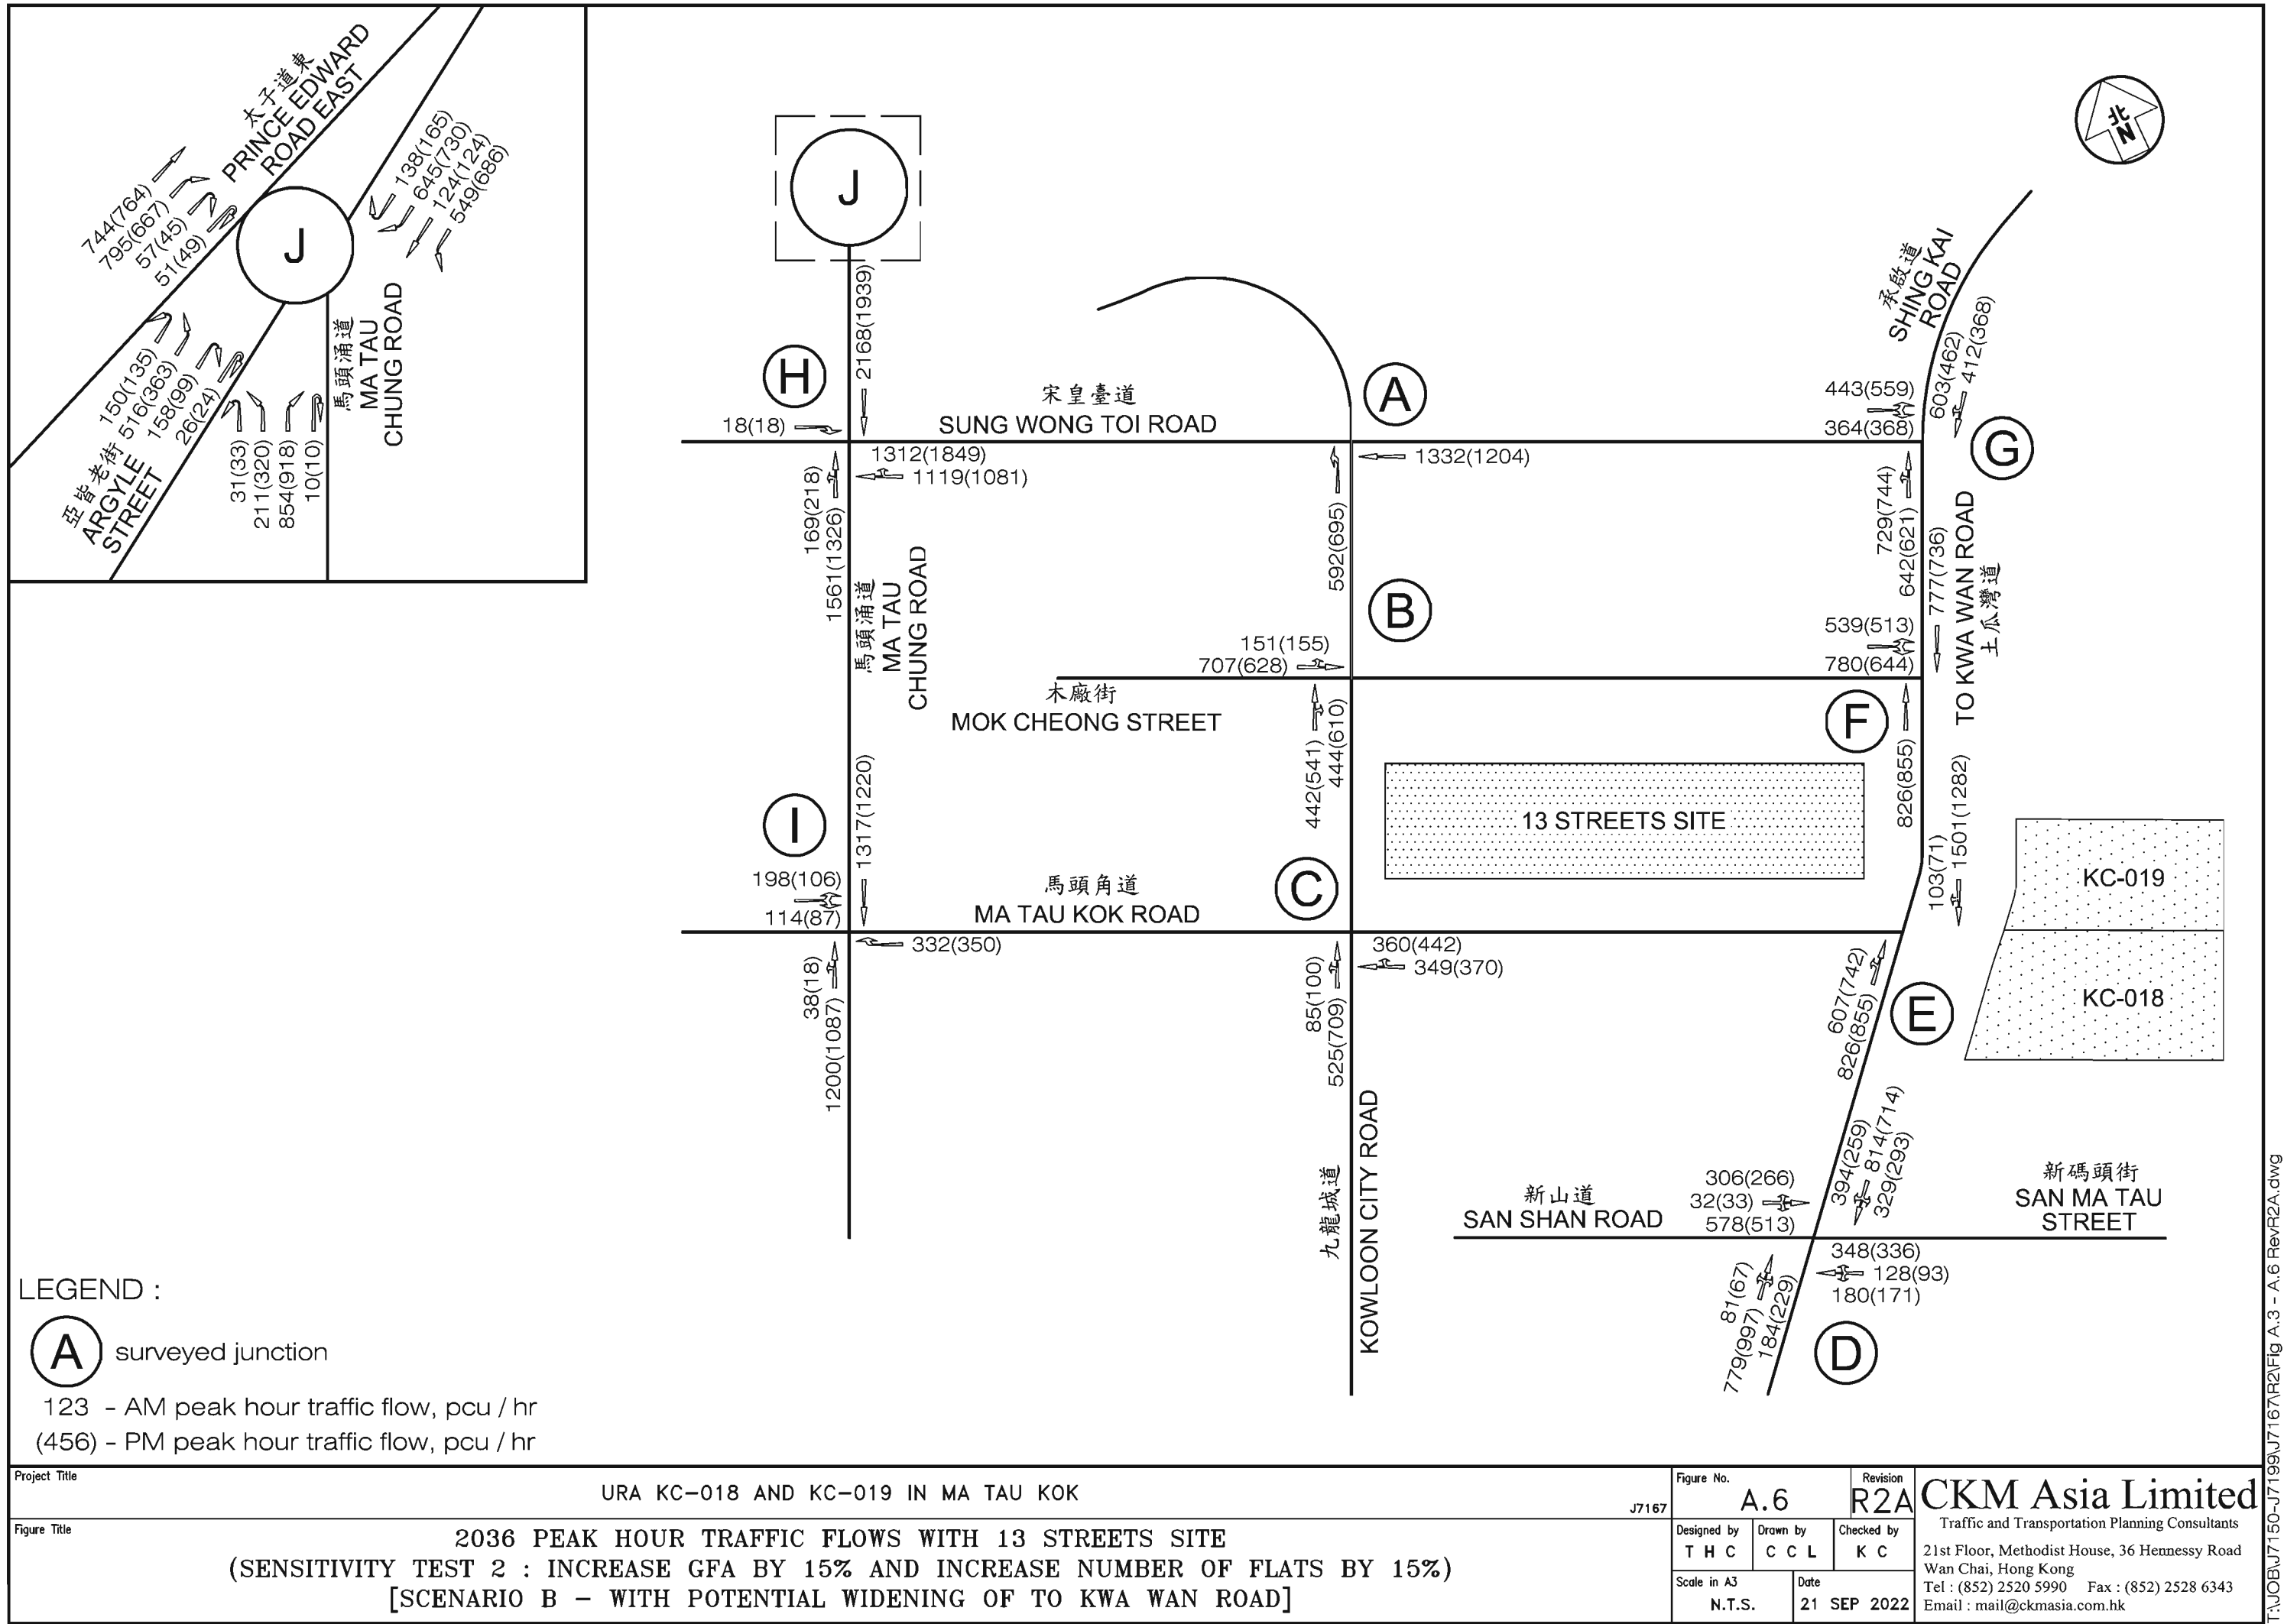 太子道東
PRINCE EDWARD
ROAD EAST
744(764)
795(667)
57(45)
51(49)
138(165)
645(730)
124(124)
549(686)
J
馬頭涌道
MA TAU
CHUNG ROAD
150(135)
516(363)
158(99)
26(24)
亞皆老街
ARGYLE
STREET
31(33)
211(320)
854(918)
10(10)
J
2168(1939)
H
18(18)
宋皇臺道
SUNG WONG TOI ROAD
A
北
N
承啟道
SHING KAI
ROAD
603(462)
412(368)
443(559)
364(368)
G
1312(1849)
1119(1081)
1332(1204)
169(218)
1561(1326)
馬頭涌道
MA TAU
CHUNG ROAD
592(695)
B
729(744)
642(621)
777(736)
TO KWA WAN ROAD
土瓜灣道
151(155)
707(628)
539(513)
780(644)
木廠街
MOK CHEONG STREET
442(541)
444(610)
F
826(855)
103(71)
1501(1282)
13 STREETS SITE
I
1317(1220)
198(106)
114(87)
馬頭角道
MA TAU KOK ROAD
C
KC-019
KC-018
332(350)
360(442)
349(370)
38(18)
1200(1087)
85(100)
525(709)
607(742)
826(855)
E
九龍城道
KOWLOON CITY ROAD
394(259)
814(714)
329(293)
新山道
SAN SHAN ROAD
306(266)
32(33)
578(513)
新碼頭街
SAN MA TAU
STREET
348(336)
128(93)
180(171)
81(67)
779(997)
184(229)
D
LEGEND :
A surveyed junction
123 - AM peak hour traffic flow, pcu / hr
(456) - PM peak hour traffic flow, pcu / hr
T:\JOB\J7150-J7199\J7167\R2\Fig A.3 - A.6 RevR2A.dwg
Project Title
URA KC-018 AND KC-019 IN MA TAU KOK
J7167
Figure No.
A.6
Revision
R2A
CKM Asia Limited
Traffic and Transportation Planning Consultants
21st Floor, Methodist House, 36 Hennessy Road
Wan Chai, Hong Kong
Tel : (852) 2520 5990 Fax : (852) 2528 6343
Email : mail@ckmasia.com.hk
Figure Title
2036 PEAK HOUR TRAFFIC FLOWS WITH 13 STREETS SITE
(SENSITIVITY TEST 2 : INCREASE GFA BY 15% AND INCREASE NUMBER OF FLATS BY 15%)
[SCENARIO B - WITH POTENTIAL WIDENING OF TO KWA WAN ROAD]
Designed by
T H C
Drawn by
C C L
Checked by
K C
Scale in A3
N.T.S.
Date
21 SEP 2022